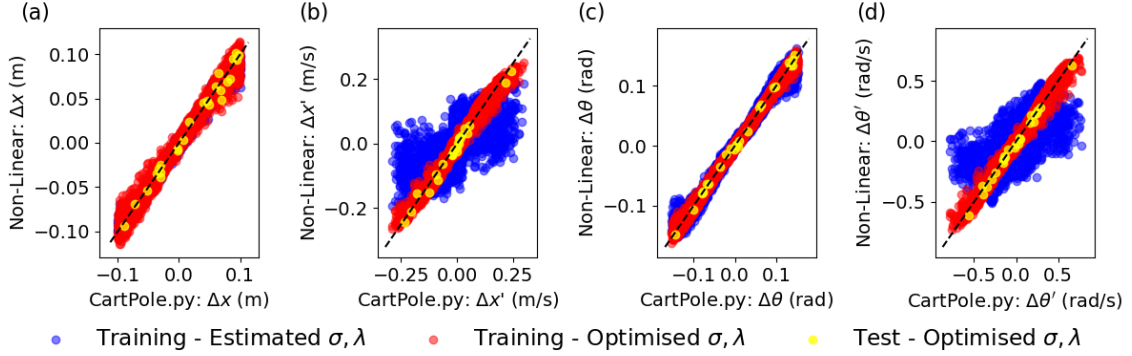 (a)
Non-Linear: Δx (m)
0.10
0.05
0.00
−0.05
−0.10
−0.1
0.0
0.1
CartPole.py: Δx (m)
(b)
Non-Linear: Δx' (m/s)
0.2
0.0
−0.2
−0.25
0.00
0.25
CartPole.py: Δx' (m/s)
(c)
Non-Linear: Δθ (rad)
0.1
0.0
−0.1
−0.1
0.0
0.1
CartPole.py: Δθ (rad)
(d)
Non-Linear: Δθ′ (rad/s)
0.5
0.0
−0.5
−0.5
0.0
0.5
CartPole.py: Δθ′ (rad/s)
Training - Estimated σ, λ
Training - Optimised σ, λ
Test - Optimised σ, λ